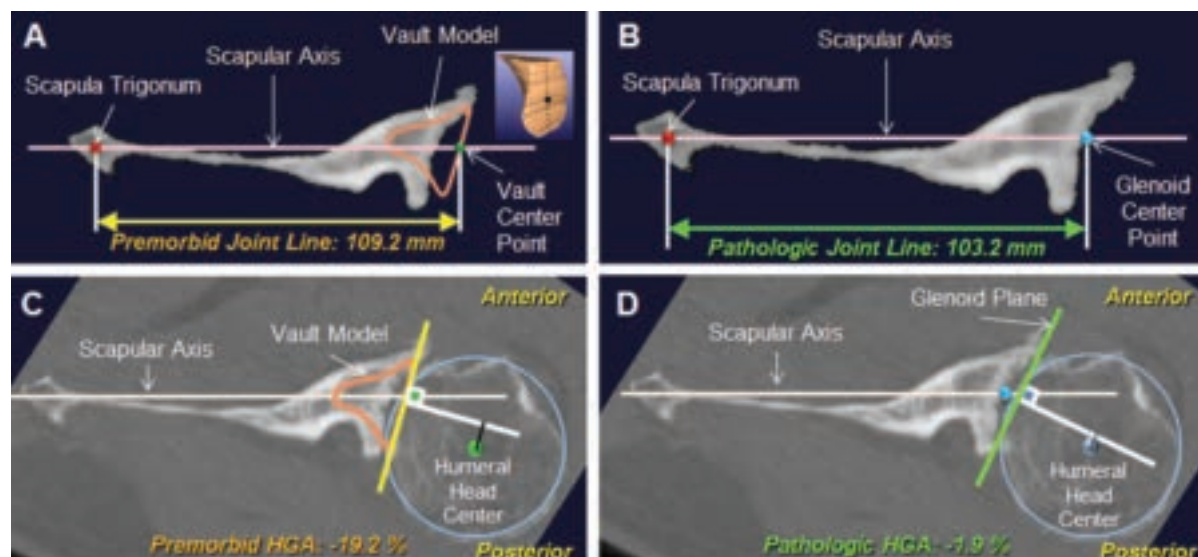 A
Vault Model
Scapular Axis
Scapula Trigonum
Vault
Center
Point
Premorbid Joint Line: 109.2 mm
B
Scapular Axis
Scapula Trigonum
Glenoid
Center
Point
Pathologic Joint Line: 103.2 mm
C
Anterior
Vault Model
Scapular Axis
Humeral
Head
Center
Premorbid HGA: -19.2 %
Posterior
D
Glenoid Plane
Anterior
Scapular Axis
Humeral
Head
Center
Pathologic HGA: -1.9 %
Posterior